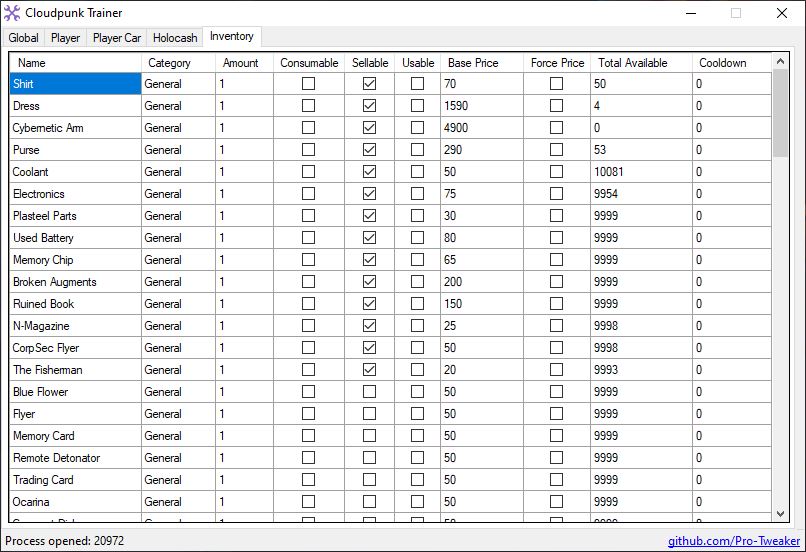 Cloudpunk Trainer
Global Player Player Car Holocash Inventory
Name Category Amount Consumable Sellable Usable Base Price Force Price Total Available Cooldown
Shirt General 1 70 50 0
Dress General 1 1590 4 0
Cybernetic Arm General 1 4900 0 0
Purse General 1 290 53 0
Coolant General 1 50 10081 0
Electronics General 1 75 9954 0
Plasteel Parts General 1 30 9999 0
Used Battery General 1 80 9999 0
Memory Chip General 1 65 9999 0
Broken Augments General 1 200 9999 0
Ruined Book General 1 150 9999 0
N-Magazine General 1 25 9998 0
CorpSec Flyer General 1 50 9998 0
The Fisherman General 1 20 9993 0
Blue Flower General 1 50 9999 0
Flyer General 1 50 9999 0
Memory Card General 1 50 9999 0
Remote Detonator General 1 50 9999 0
Trading Card General 1 50 9999 0
Ocarina General 1 50 9999 0
Process opened: 20972 github.com/Pro-Tweaker